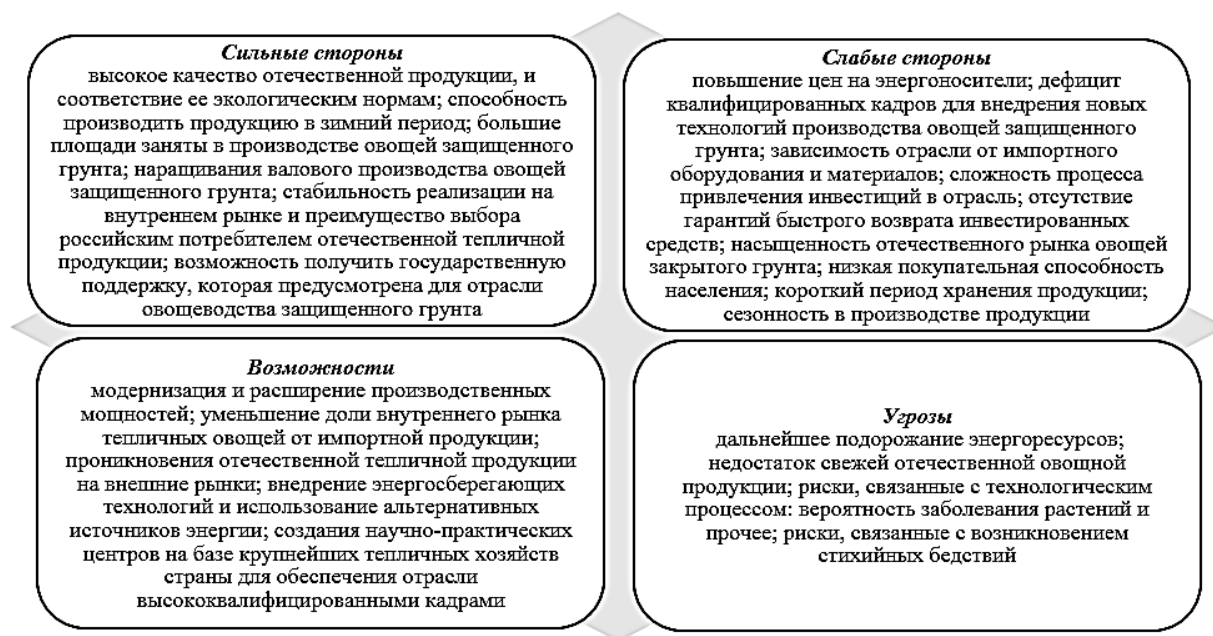 Сильные стороны
высокое качество отечественной продукции, и
соответствие ее экологическим нормам; способность
производить продукцию в зимний период; большие
площади заняты в производстве овощей защищенного
грунта; наращивания валового производства овощей
защищенного грунта; стабильность реализации на
внутреннем рынке и преимущество выбора
российским потребителем отечественной тепличной
продукции; возможность получить государственную
поддержку, которая предусмотрена для отрасли
овощеводства защищенного грунта
Слабые стороны
повышение цен на энергоносители; дефицит
квалифицированных кадров для внедрения новых
технологий производства овощей защищенного
грунта; зависимость отрасли от импортного
оборудования и материалов; сложность процесса
привлечения инвестиций в отрасль; отсутствие
гарантий быстрого возврата инвестированных
средств; насыщенность отечественного рынка овощей
закрытого грунта; низкая покупательная способность
населения; короткий период хранения продукции;
сезонность в производстве продукции
Возможности
модернизация и расширение производственных
мощностей; уменьшение доли внутреннего рынка
тепличных овощей от импортной продукции;
проникновения отечественной тепличной продукции
на внешние рынки; внедрение энергосберегающих
технологий и использование альтернативных
источников энергии; создания научно-практических
центров на базе крупнейших тепличных хозяйств
страны для обеспечения отрасли
высококвалифицированными кадрами
Угрозы
дальнейшее подорожание энергоресурсов;
недостаток свежей отечественной овощной
продукции; риски, связанные с технологическим
процессом: вероятность заболевания растений и
прочее; риски, связанные с возникновением
стихийных бедствий